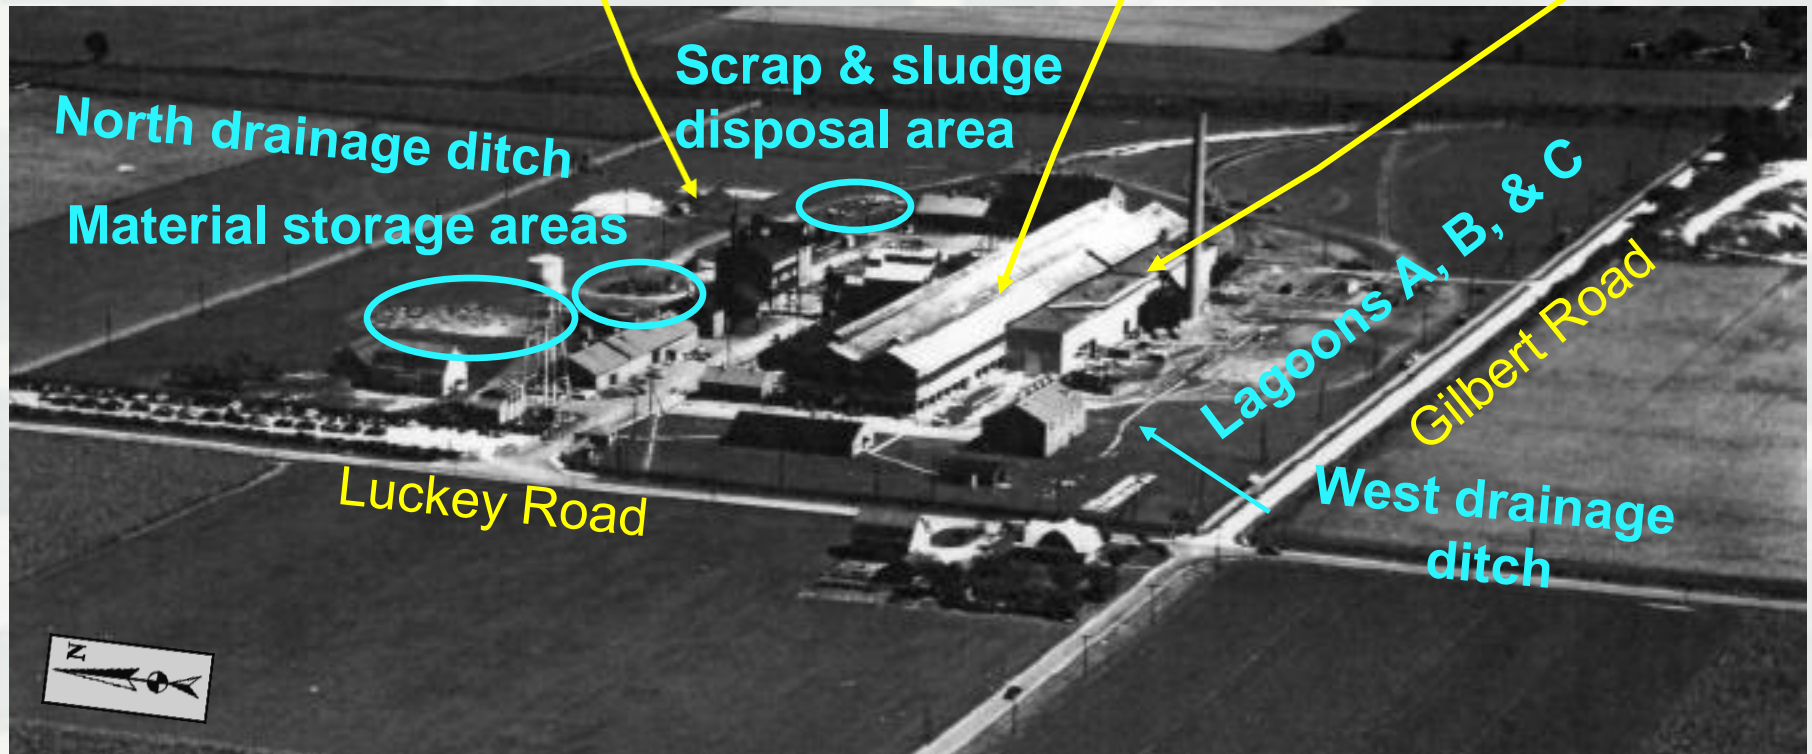 Scrap & sludge
disposal area
North drainage ditch
Material storage areas
Lagoons A, B, & C
Gilbert Road
Luckey Road
West drainage
ditch
N